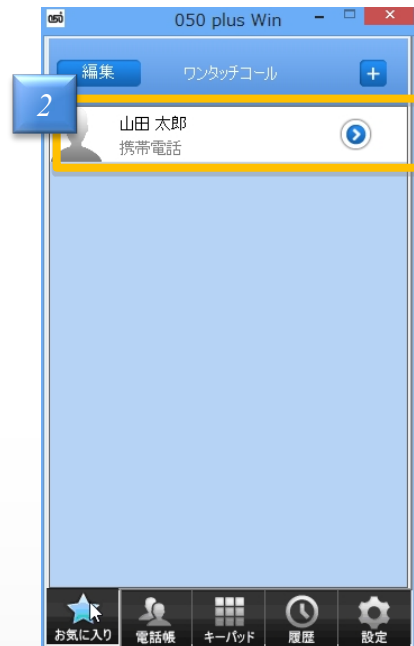 050 050 plus Win
編集 ワンタッチコール +
2
山田 太郎
携帯電話
お気に入り 電話帳 キーパッド 履歴 設定